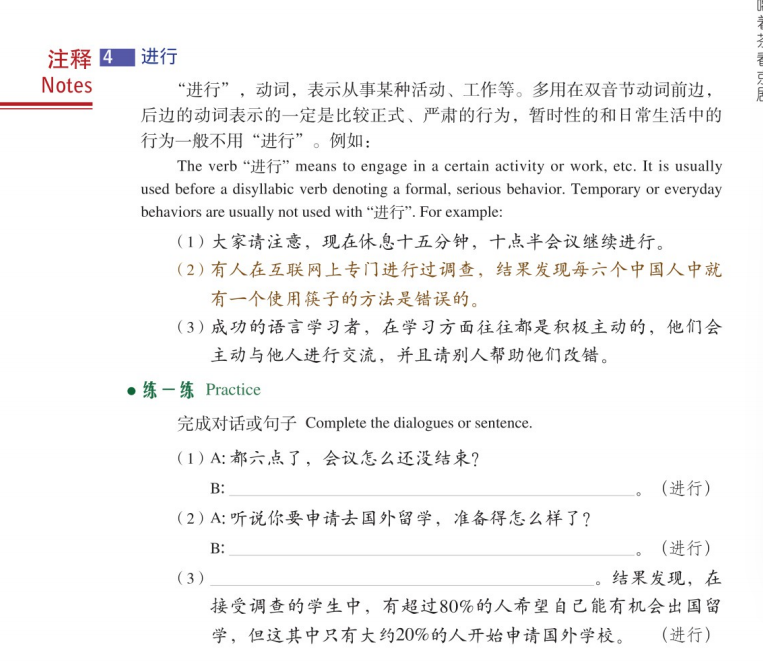 注释
Notes
4 进行
“进行”，动词，表示从事某种活动、工作等。多用在双音节动词前边，
后边的动词表示的一定是比较正式、严肃的行为，暂时性的和日常生活中的
行为一般不用“进行”。例如：
The verb “进行” means to engage in a certain activity or work, etc. It is usually
used before a disyllabic verb denoting a formal, serious behavior. Temporary or everyday
behaviors are usually not used with “进行”. For example:
（1）大家请注意，现在休息十五分钟，十点半会议继续进行。
（2）有人在互联网上专门进行过调查，结果发现每六个中国人中就
有一个使用筷子的方法是错误的。
（3）成功的语言学习者，在学习方面往往都是积极主动的，他们会
主动与他人进行交流，并且请别人帮助他们改错。
● 练一练 Practice
完成对话或句子 Complete the dialogues or sentence.
（1）A: 都六点了，会议怎么还没结束？
B: ______________________________。（进行）
（2）A: 听说你要申请去国外留学，准备得怎么样了？
B: ______________________________。（进行）
（3）______________________________。结果发现，在
接受调查的学生中，有超过80%的人希望自己能有机会出国留
学，但这其中只有大约20%的人开始申请国外学校。 （进行）